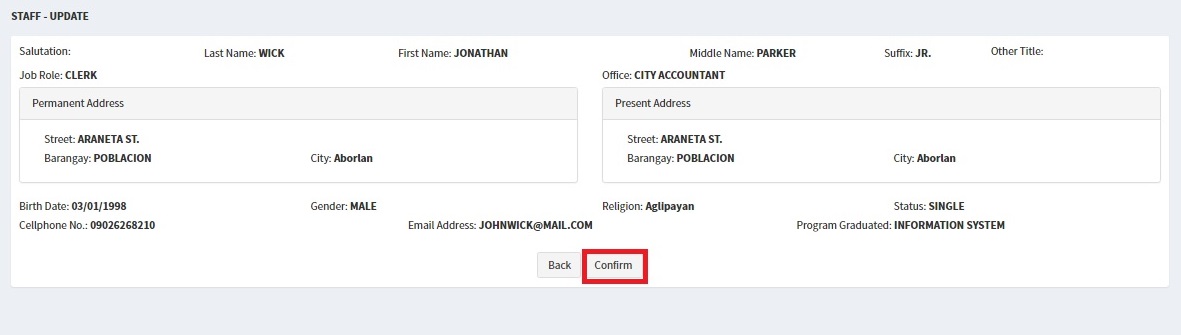 STAFF - UPDATE
Salutation: Last Name: WICK First Name: JONATHAN Middle Name: PARKER Suffix: JR. Other Title:
Job Role: CLERK Office: CITY ACCOUNTANT
Permanent Address Present Address
Street: ARANETA ST. Street: ARANETA ST.
Barangay: POBLACION City: Aborlan Barangay: POBLACION City: Aborlan
Birth Date: 03/01/1998 Gender: MALE Religion: Aglipayan Status: SINGLE
Cellphone No.: 09026268210 Email Address: JOHNWICK@MAIL.COM Program Graduated: INFORMATION SYSTEM
Back Confirm